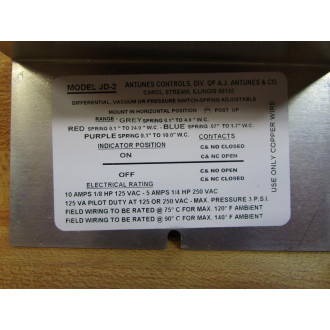 MODEL JD-2
ANTUNES CONTROLS, DIV. OF A.J. ANTUNES & CO.
CAROL STREAM, ILLINOIS 60188
DIFFERENTIAL, VACUUM OR PRESSURE SWITCH-SPRING ADJUSTABLE
MOUNT IN HORIZONTAL POSITION POST UP
RANGE - GREY SPRING 0.1" TO 4.0" W.C.
RED SPRING 0.1" TO 24.0" W.C. - BLUE SPRING .07" TO 1.7" W.C.
PURPLE SPRING 0.1" TO 10.0" W.C. CONTACTS
INDICATOR POSITION C& NO CLOSED
ON
C& NC OPEN
OFF C& NO OPEN
C& NC CLOSED
ELECTRICAL RATING
10 AMPS 1/8 HP 125 VAC - 5 AMPS 1/4 HP 250 VAC
125 VA PILOT DUTY AT 125 OR 250 VAC - MAX. PRESSURE 3 P.S.I.
FIELD WIRING TO BE RATED @ 75° C FOR MAX. 120° F AMBIENT
FIELD WIRING TO BE RATED @ 90° C FOR MAX. 140° F AMBIENT
USE ONLY COPPER WIRE